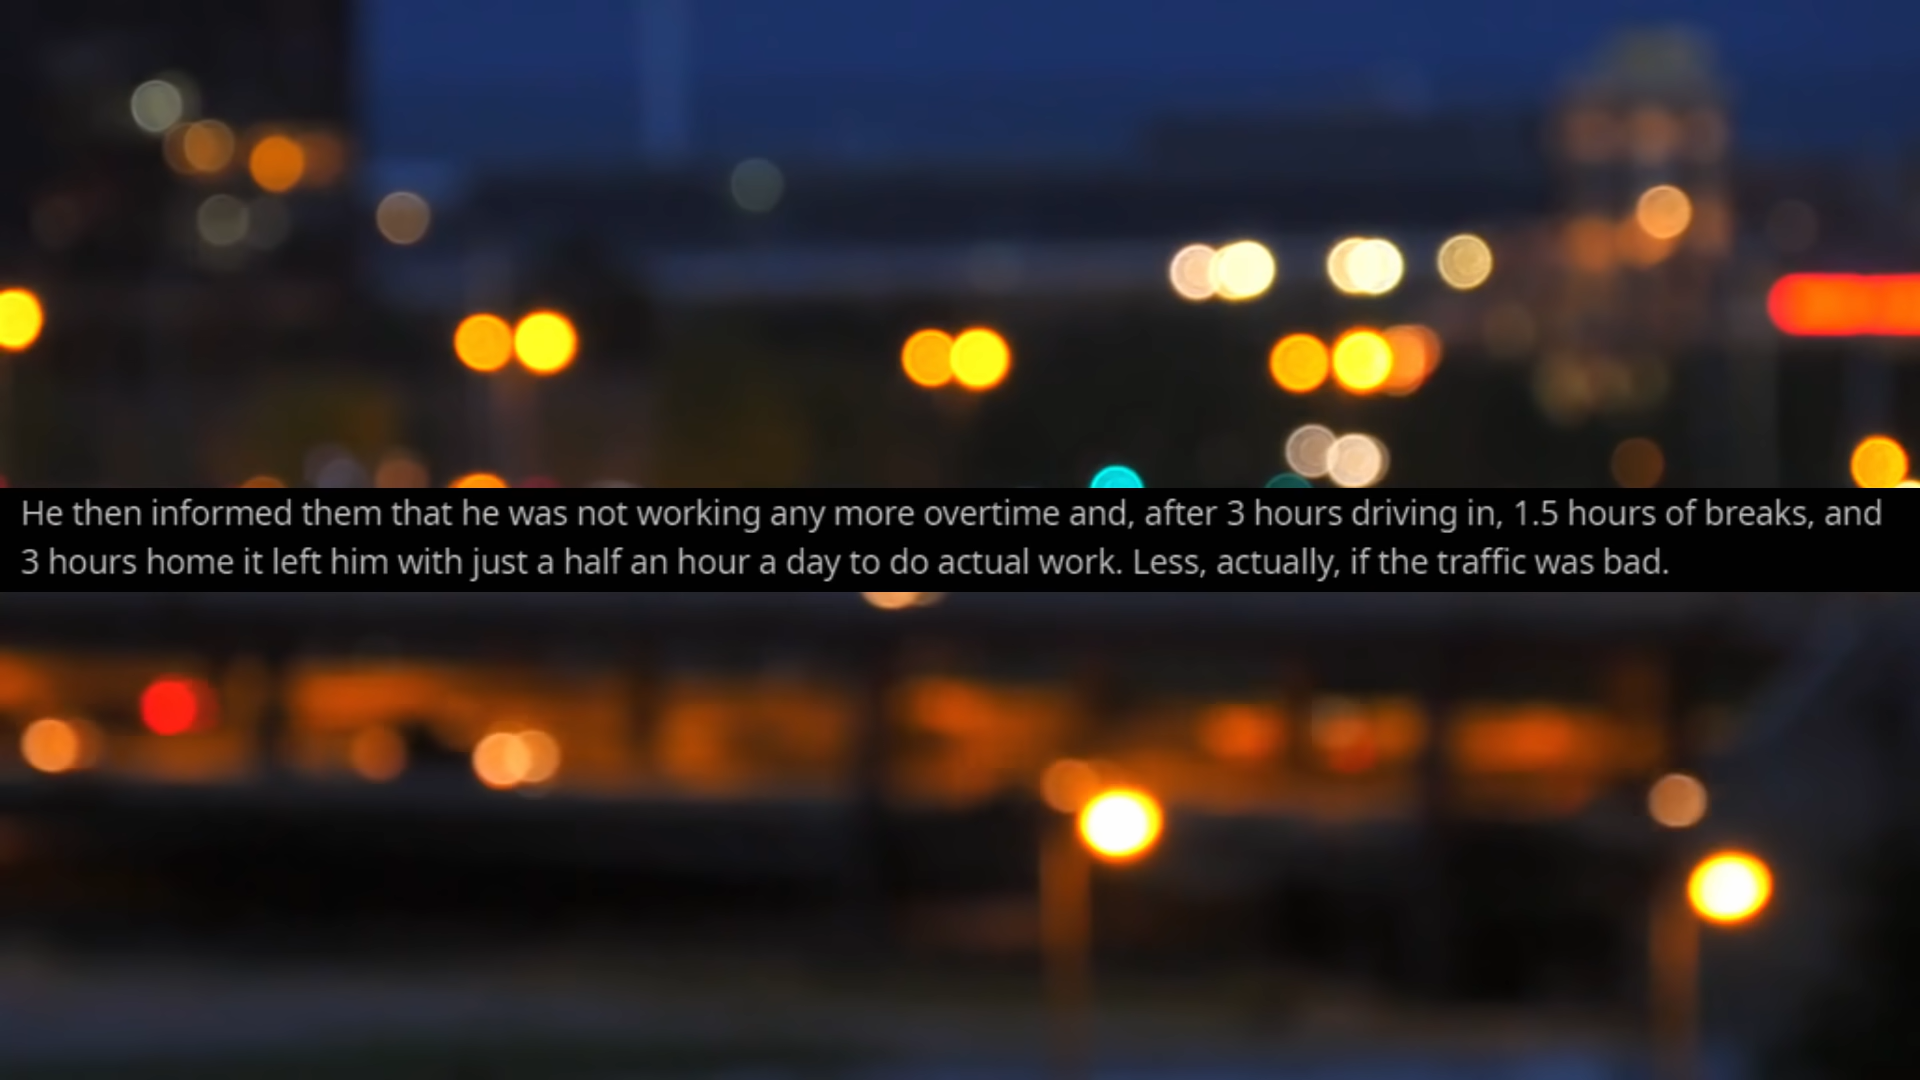 He then informed them that he was not working any more overtime and, after 3 hours driving in, 1.5 hours of breaks, and
3 hours home it left him with just a half an hour a day to do actual work. Less, actually, if the traffic was bad.